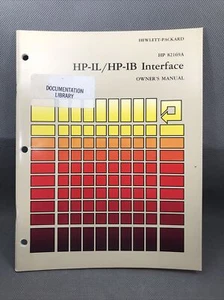 HEWLETT-PACKARD
HP 82169A
HP-IL/HP-IB Interface
OWNER'S MANUAL
DOCUMENTATION
LIBRARY